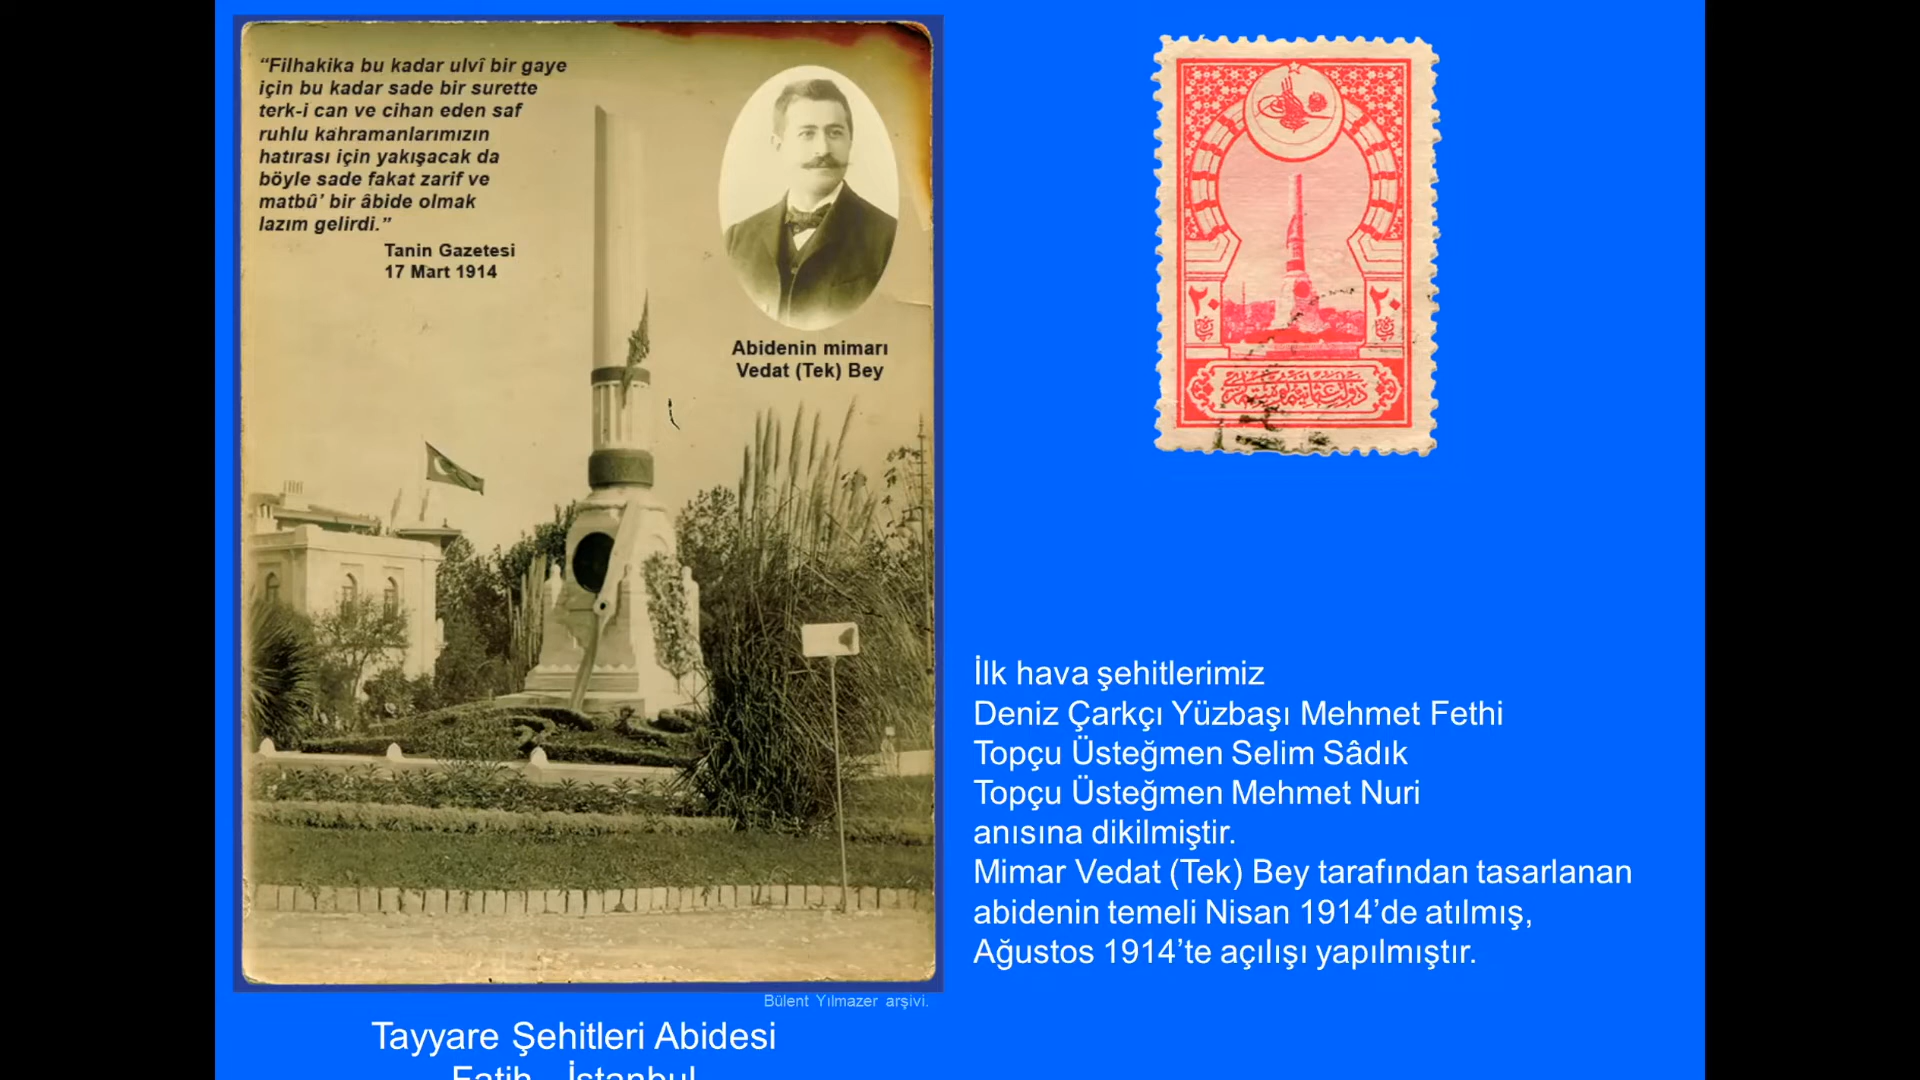 “Filhakika bu kadar ulvî bir gaye
için bu kadar sade bir surette
terk-i can ve cihan eden saf
ruhlu kahramanlarımızın
hatırası için yakışacak da
böyle sade fakat zarif ve
matbû’ bir âbide olmak
lazım gelirdi.”
Tanin Gazetesi
17 Mart 1914
Abidenin mimarı
Vedat (Tek) Bey
٢٠
٢٠
İlk hava şehitlerimiz
Deniz Çarkçı Yüzbaşı Mehmet Fethi
Topçu Üsteğmen Selim Sâdık
Topçu Üsteğmen Mehmet Nuri
anısına dikilmiştir.
Mimar Vedat (Tek) Bey tarafından tasarlanan
abidenin temeli Nisan 1914’de atılmış,
Ağustos 1914’te açılışı yapılmıştır.
Bülent Yılmazer arşivi.
Tayyare Şehitleri Abidesi
Fatih - İstanbul